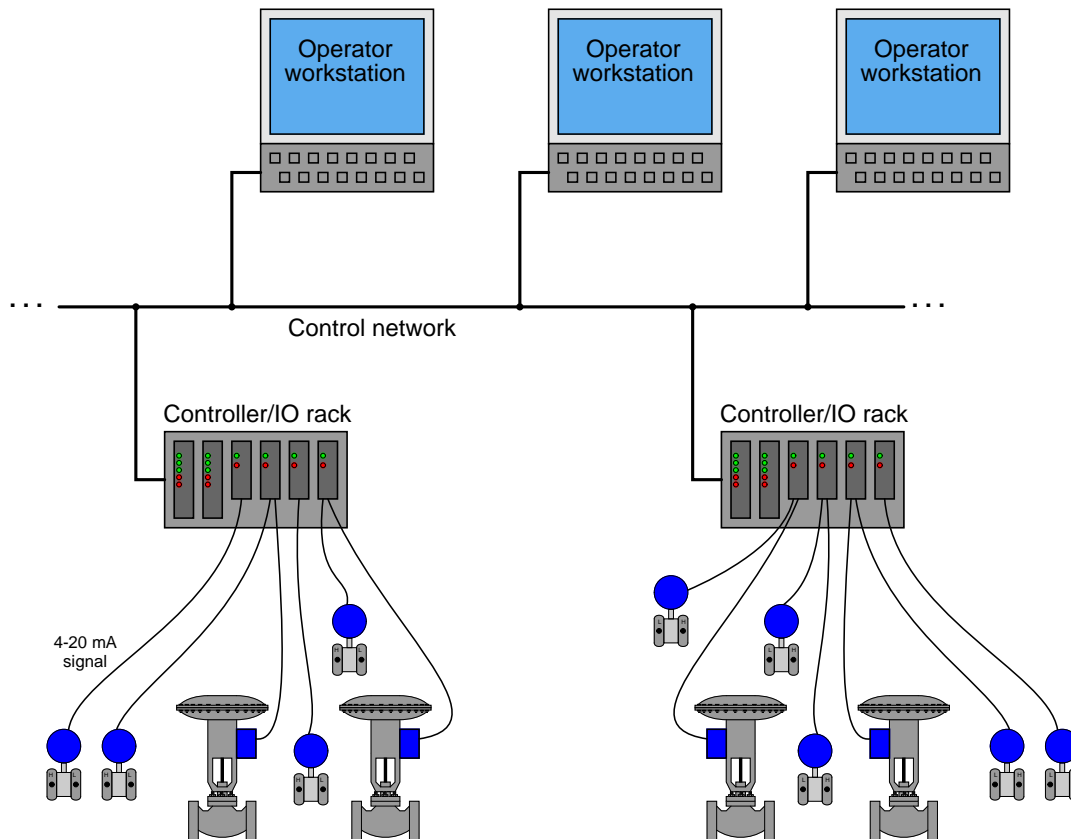 Operator
workstation
Operator
workstation
Operator
workstation
. . .
. . .
Control network
Controller/IO rack
Controller/IO rack
4-20 mA
signal
H L
L H
H L
L H
H L
H L
L H
L H
L H
L H